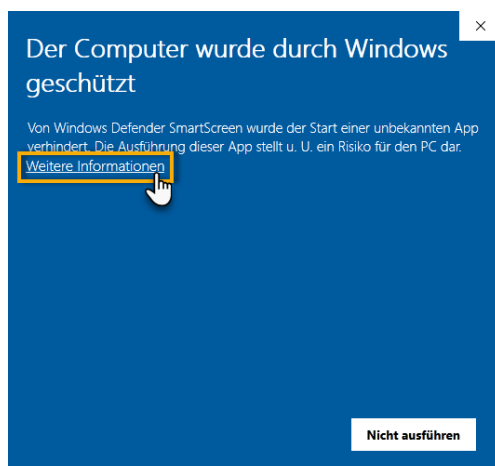 Der Computer wurde durch Windows
geschützt
Von Windows Defender SmartScreen wurde der Start einer unbekannten App
verhindert. Die Ausführung dieser App stellt u. U. ein Risiko für den PC dar.
Weitere Informationen
Nicht ausführen